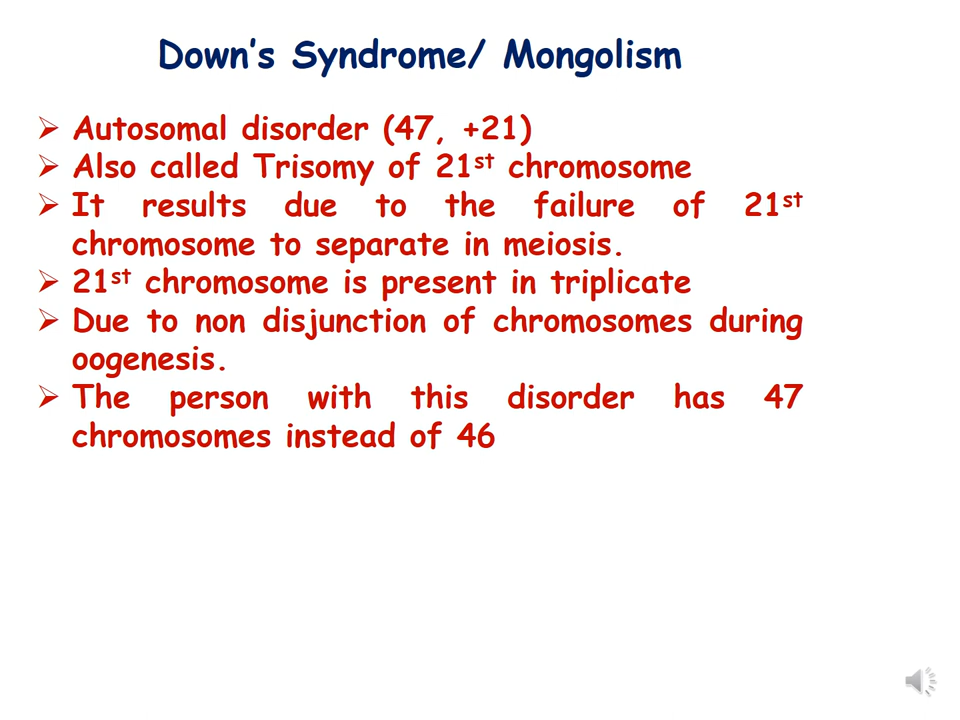 Down's Syndrome/ Mongolism
➢ Autosomal disorder (47, +21)
➢ Also called Trisomy of 21st chromosome
➢ It results due to the failure of 21st
chromosome to separate in meiosis.
➢ 21st chromosome is present in triplicate
➢ Due to non disjunction of chromosomes during
oogenesis.
➢ The person with this disorder has 47
chromosomes instead of 46